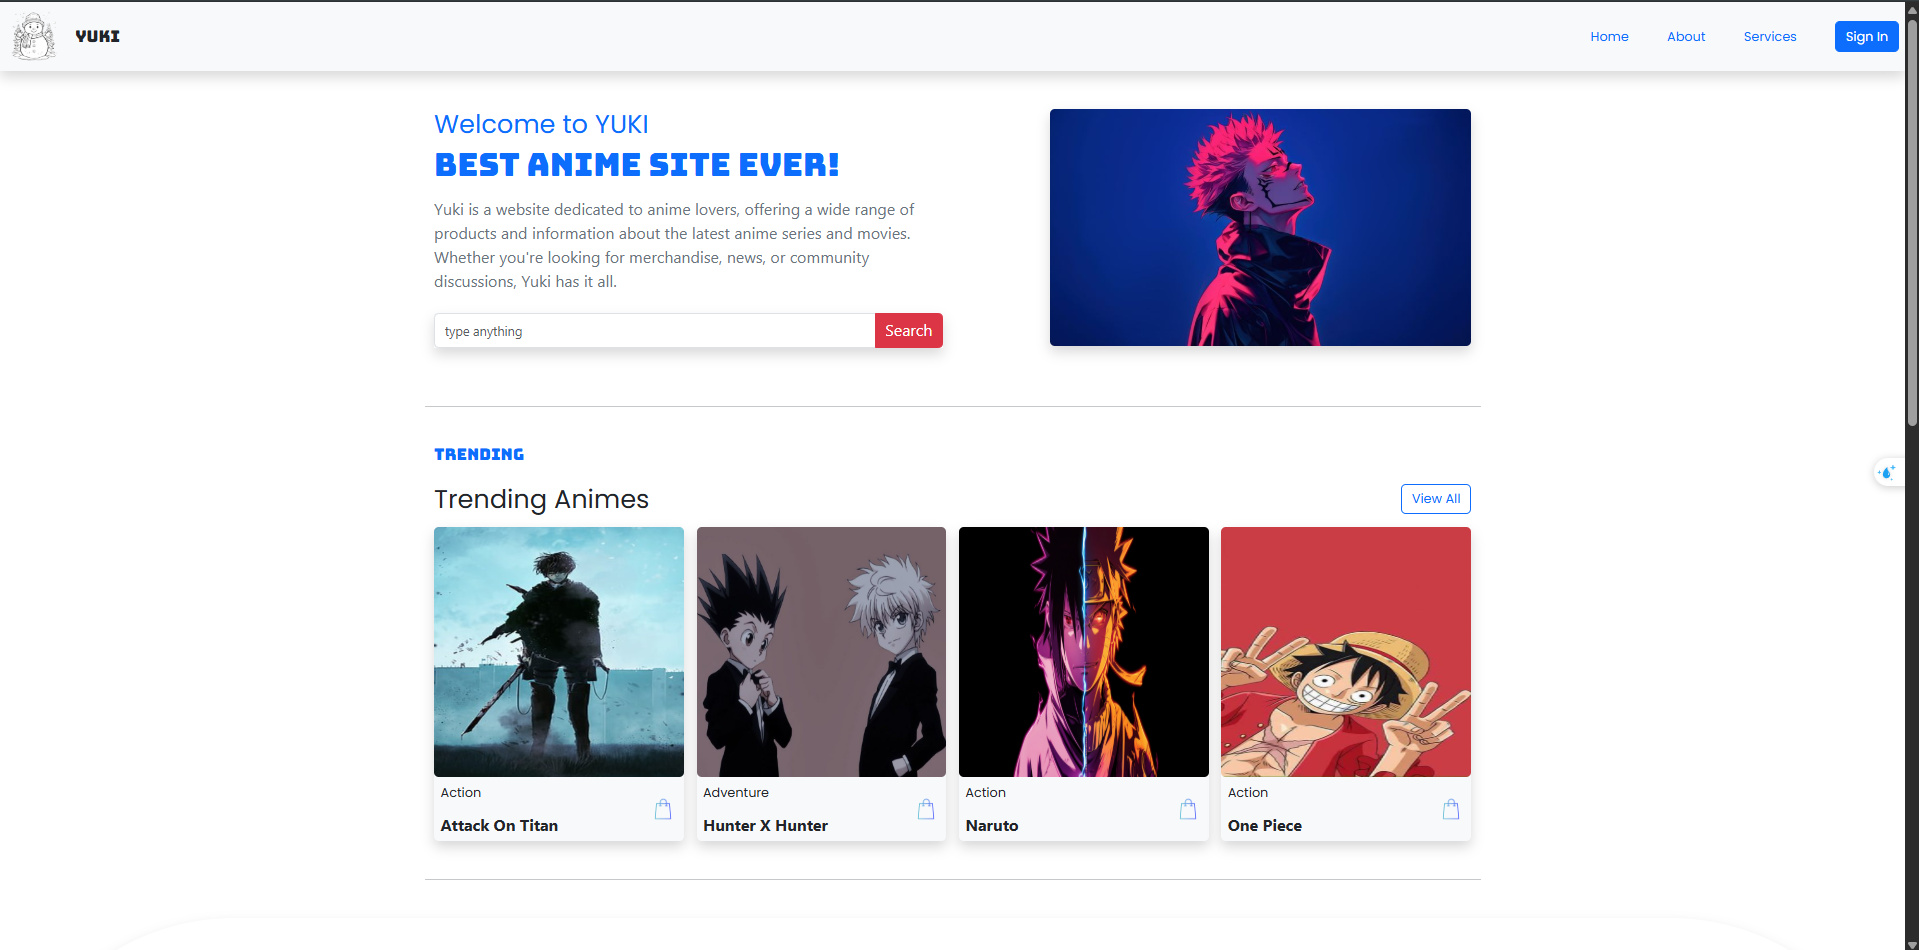 YUKI
Home
About
Services
Sign In
Welcome to YUKI
BEST ANIME SITE EVER!
Yuki is a website dedicated to anime lovers, offering a wide range of
products and information about the latest anime series and movies.
Whether you're looking for merchandise, news, or community
discussions, Yuki has it all.
type anything
Search
TRENDING
Trending Animes
View All
Action
Attack On Titan
Adventure
Hunter X Hunter
Action
Naruto
Action
One Piece